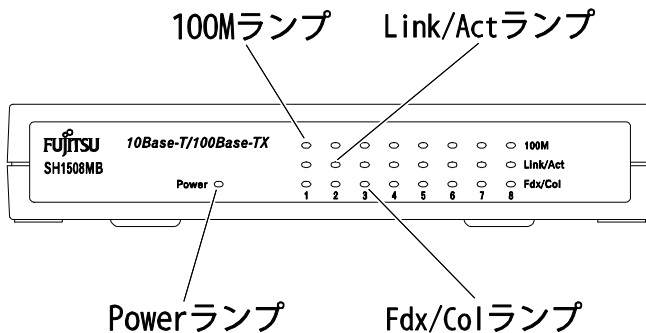 100Mランプ Link/Actランプ
FUJITSU 10Base-T/100Base-TX 100M
SH1508MB Link/Act
Power Fdx/Col
1 2 3 4 5 6 7 8
Powerランプ Fdx/Colランプ